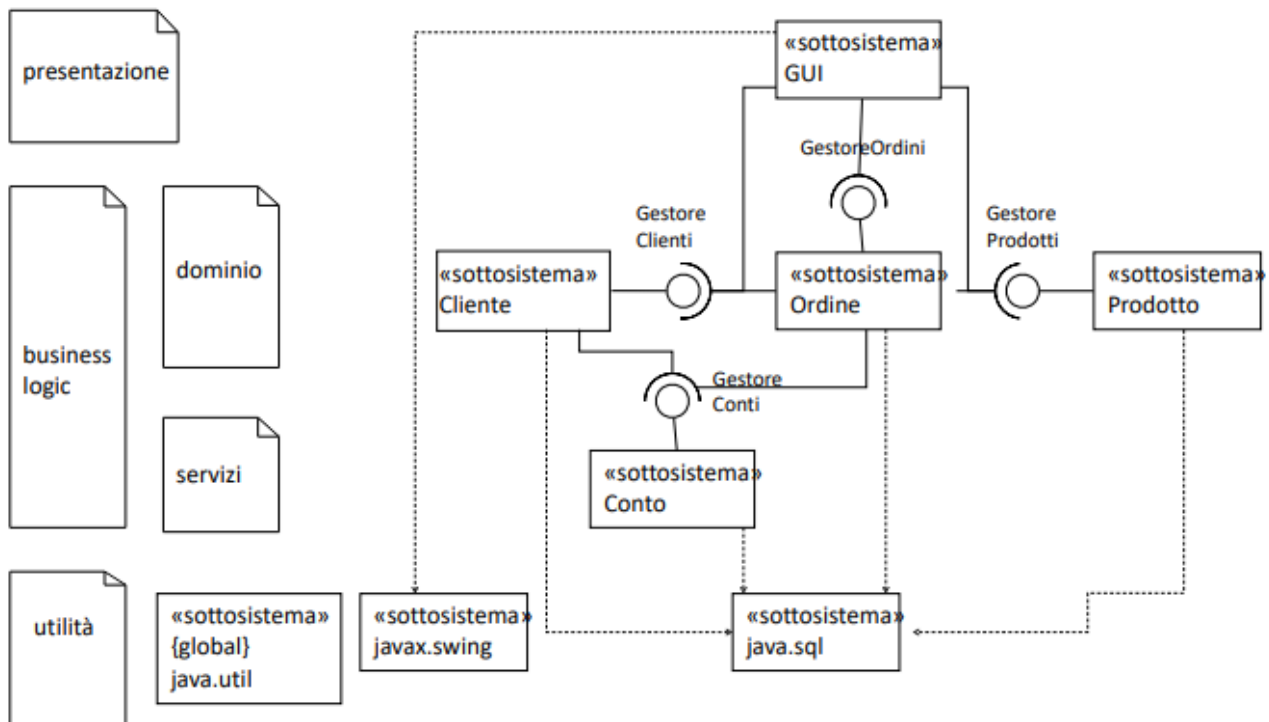 presentazione
«sottosistema»
GUI
GestoreOrdini
Gestore
Clienti
Gestore
Prodotti
dominio
«sottosistema»
Cliente
«sottosistema»
Ordine
«sottosistema»
Prodotto
business
logic
Gestore
Conti
servizi
«sottosistema»
Conto
utilità
«sottosistema»
{global}
java.util
«sottosistema»
javax.swing
«sottosistema»
java.sql